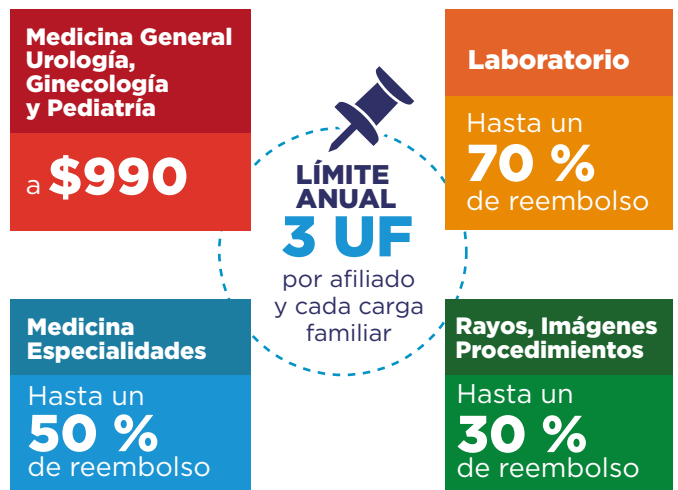 Medicina General
Urología,
Ginecología
y Pediatría
a $990
Laboratorio
Hasta un
70 %
de reembolso
LÍMITE
ANUAL
3 UF
por afiliado
y cada carga
familiar
Medicina
Especialidades
Hasta un
50 %
de reembolso
Rayos, Imágenes
Procedimientos
Hasta un
30 %
de reembolso